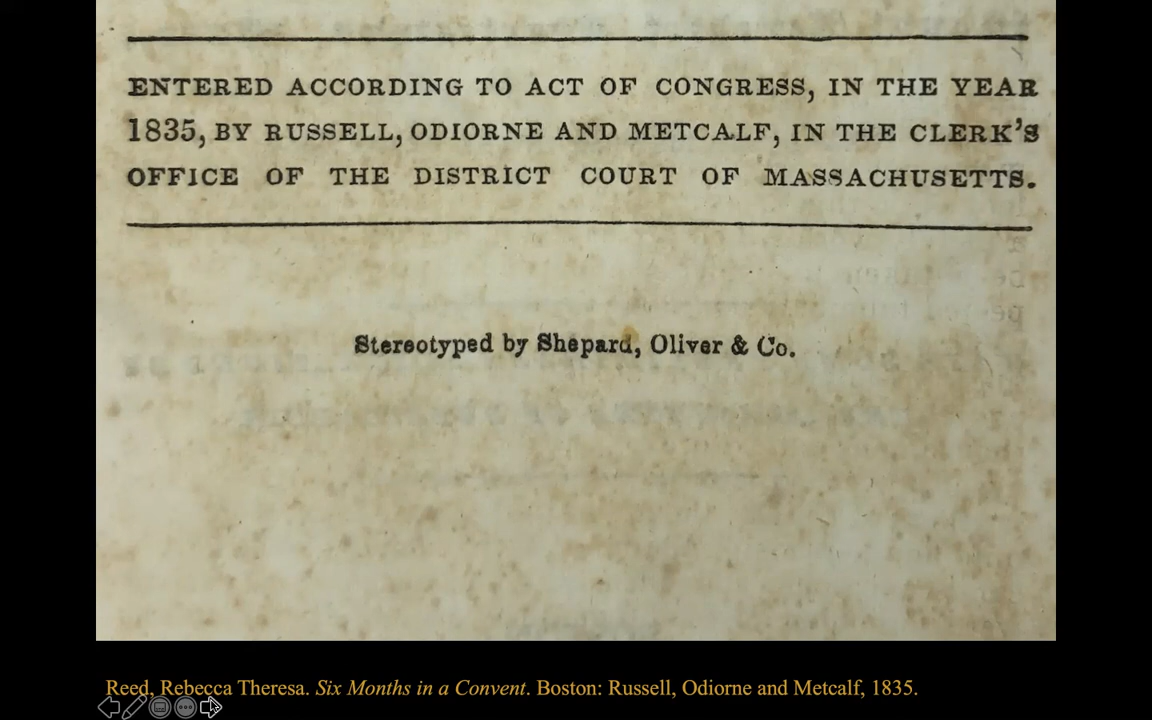 ENTERED ACCORDING TO ACT OF CONGRESS, IN THE YEAR
1835, BY RUSSELL, ODIORNE AND METCALF, IN THE CLERK'S
OFFICE OF THE DISTRICT COURT OF MASSACHUSETTS.
Stereotyped by Shepard, Oliver & Co.
Reed, Rebecca Theresa. Six Months in a Convent. Boston: Russell, Odiorne and Metcalf, 1835.